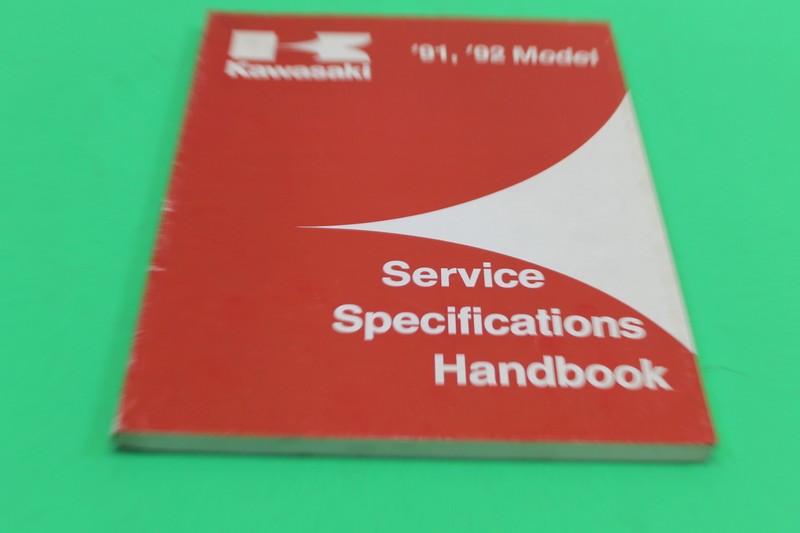 Kawasaki
'91, '92 Model
Service
Specifications
Handbook